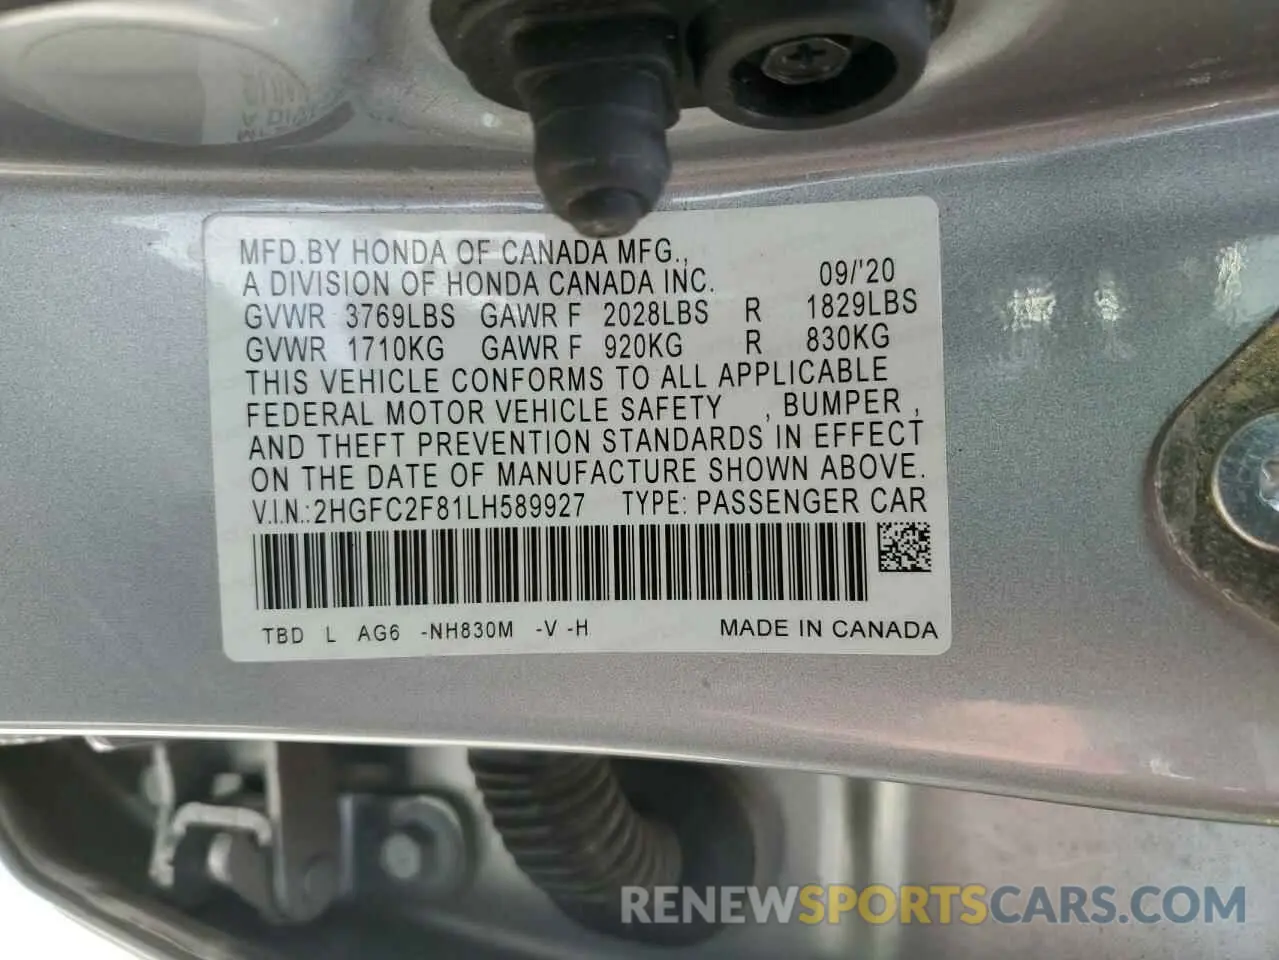 MFD.BY HONDA OF CANADA MFG.,
A DIVISION OF HONDA CANADA INC. 09/'20
GVWR 3769LBS GAWR F 2028LBS R 1829LBS
GVWR 1710KG GAWR F 920KG R 830KG
THIS VEHICLE CONFORMS TO ALL APPLICABLE
FEDERAL MOTOR VEHICLE SAFETY , BUMPER ,
AND THEFT PREVENTION STANDARDS IN EFFECT
ON THE DATE OF MANUFACTURE SHOWN ABOVE.
V.I.N.:2HGFC2F81LH589927 TYPE: PASSENGER CAR
TBD L AG6 -NH830M -V -H MADE IN CANADA
RENEWSPORTSCARS.COM